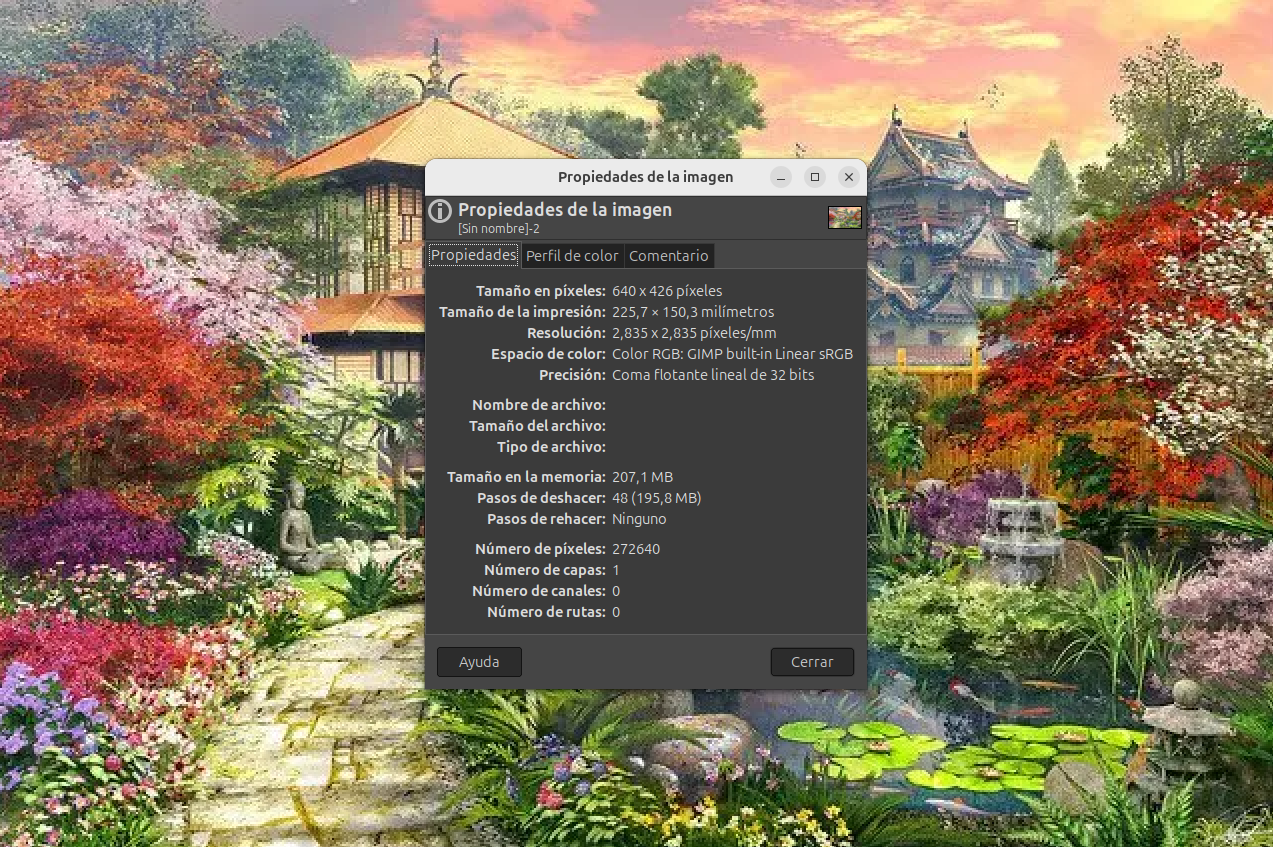 Propiedades de la imagen
Propiedades de la imagen
[Sin nombre]-2
Propiedades Perfil de color Comentario
Tamaño en píxeles: 640 x 426 píxeles
Tamaño de la impresión: 225,7 × 150,3 milímetros
Resolución: 2,835 x 2,835 píxeles/mm
Espacio de color: Color RGB: GIMP built-in Linear sRGB
Precisión: Coma flotante lineal de 32 bits
Nombre de archivo:
Tamaño del archivo:
Tipo de archivo:
Tamaño en la memoria: 207,1 MB
Pasos de deshacer: 48 (195,8 MB)
Pasos de rehacer: Ninguno
Número de píxeles: 272640
Número de capas: 1
Número de canales: 0
Número de rutas: 0
Ayuda Cerrar